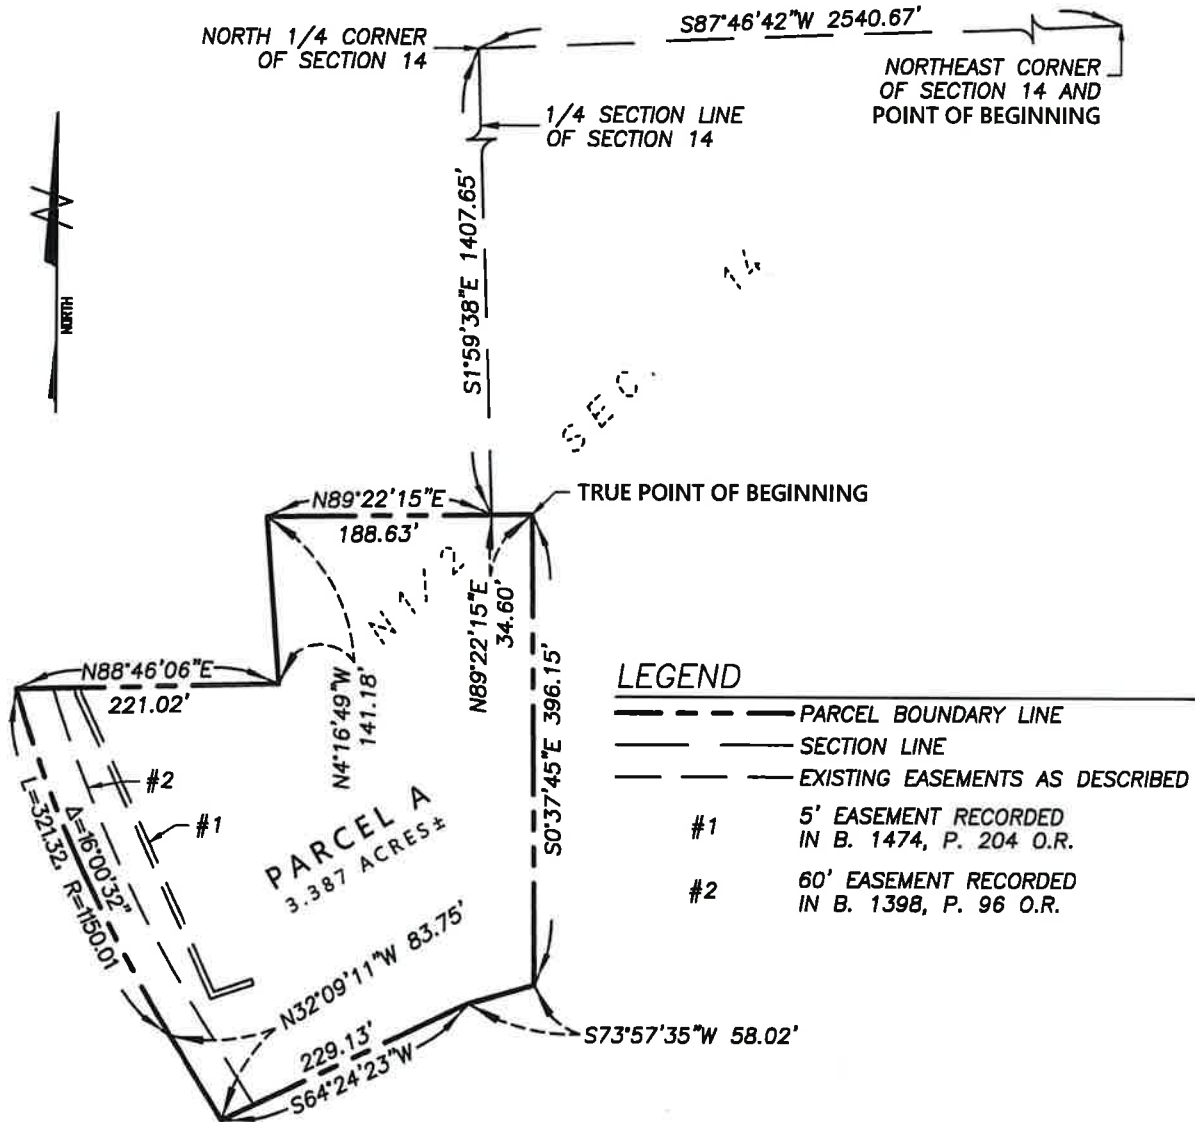 S87°46'42"W 2540.67'
NORTH 1/4 CORNER
OF SECTION 14
NORTHEAST CORNER
OF SECTION 14 AND
POINT OF BEGINNING
1/4 SECTION LINE
OF SECTION 14
N
NORTH
S1°59'38"E 1407.65'
N 1/2 SEC. 14
TRUE POINT OF BEGINNING
N89°22'15"E
188.63'
N89°22'15"E
34.60'
N88°46'06"E
221.02'
N4°16'49"W
141.18'
S0°37'45"E 396.15'
#2
#1
Δ=16°00'32"
L=321.32, R=1150.01
PARCEL A
3.387 ACRES±
N32°09'11"W 83.75'
229.13'
S64°24'23"W
S73°57'35"W 58.02'
LEGEND
PARCEL BOUNDARY LINE
SECTION LINE
EXISTING EASEMENTS AS DESCRIBED
#1 5' EASEMENT RECORDED
IN B. 1474, P. 204 O.R.
#2 60' EASEMENT RECORDED
IN B. 1398, P. 96 O.R.